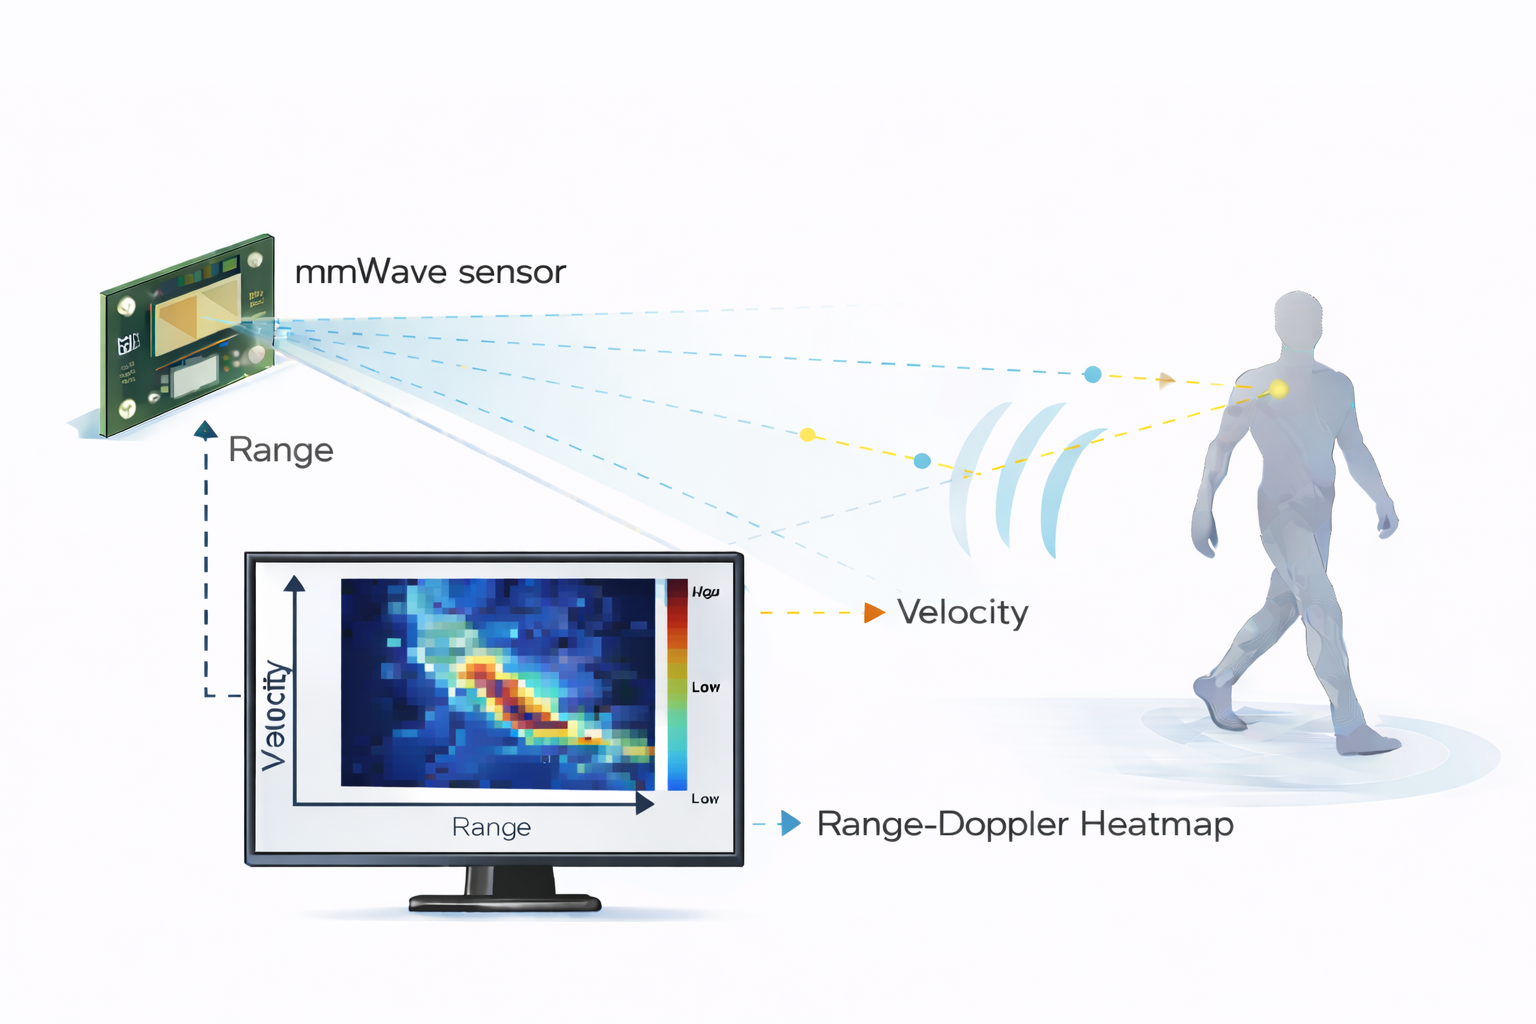 mmWave sensor
Range
Velocity
Low
Velocity
Low
Range
Range-Doppler Heatmap